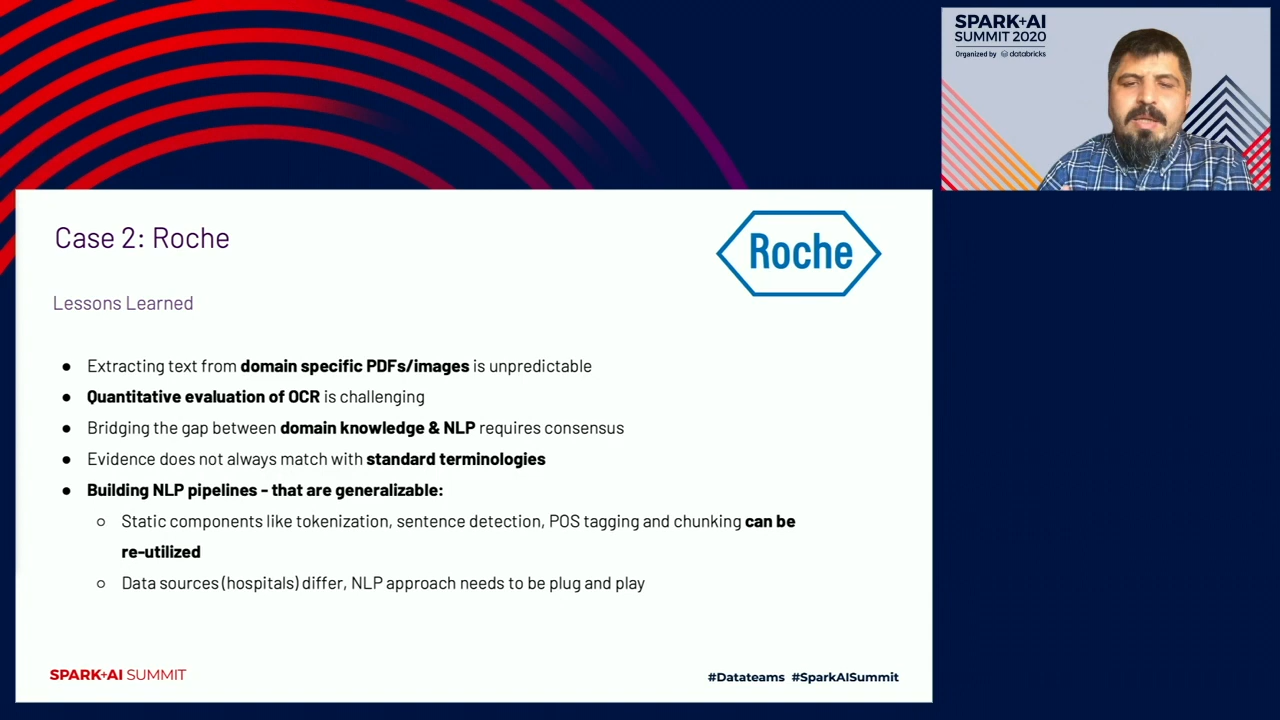 SPARK+AI
SUMMIT 2020
Organized by databricks
Case 2: Roche
Roche
Lessons Learned
● Extracting text from domain specific PDFs/images is unpredictable
● Quantitative evaluation of OCR is challenging
● Bridging the gap between domain knowledge & NLP requires consensus
● Evidence does not always match with standard terminologies
● Building NLP pipelines - that are generalizable:
○ Static components like tokenization, sentence detection, POS tagging and chunking can be
re-utilized
○ Data sources (hospitals) differ, NLP approach needs to be plug and play
SPARK+AI SUMMIT
#Datateams #SparkAISummit